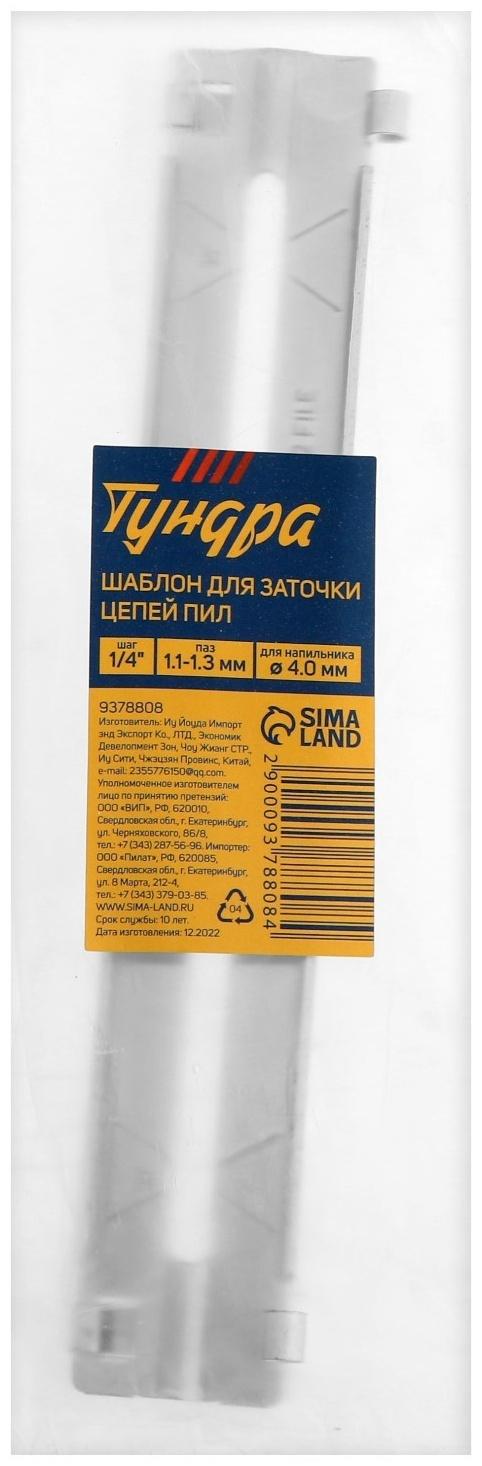 Тундра
ШАБЛОН ДЛЯ ЗАТОЧКИ
ЦЕПЕЙ ПИЛ
шаг
1/4"
паз
1.1-1.3 мм
для напильника
ø 4.0 мм
9378808
Изготовитель: Иу Йоуда Импорт
энд Экспорт Ко., ЛТД., Экономик
Девелопмент Зон, Чоу Жианг СТР.,
Иу Сити, Чжэцзян Провинс, Китай,
e-mail: 2355776150@qq.com.
Уполномоченное изготовителем
лицо по принятию претензий:
ООО «ВИП», РФ, 620010,
Свердловская обл., г. Екатеринбург,
ул. Черняховского, 86/8,
тел.: +7 (343) 287-56-96. Импортер:
ООО «Пилат», РФ, 620085,
Свердловская обл., г. Екатеринбург,
ул. 8 Марта, 212-4,
тел.: +7 (343) 379-03-85.
WWW.SIMA-LAND.RU
Срок службы: 10 лет.
Дата изготовления: 12.2022
SIMA
LAND
2900093788084
04